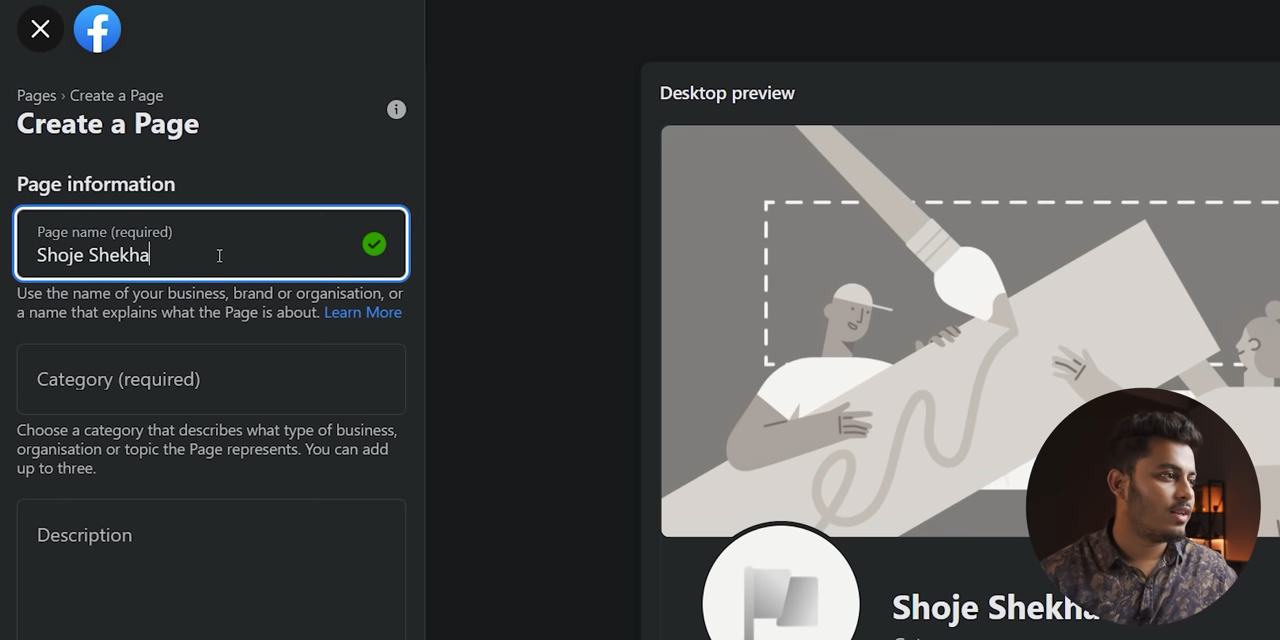 Pages › Create a Page
Create a Page
Page information
Page name (required)
Shoje Shekha
Use the name of your business, brand or organisation, or
a name that explains what the Page is about. Learn More
Category (required)
Choose a category that describes what type of business,
organisation or topic the Page represents. You can add
up to three.
Description
Desktop preview
Shoje Shekha